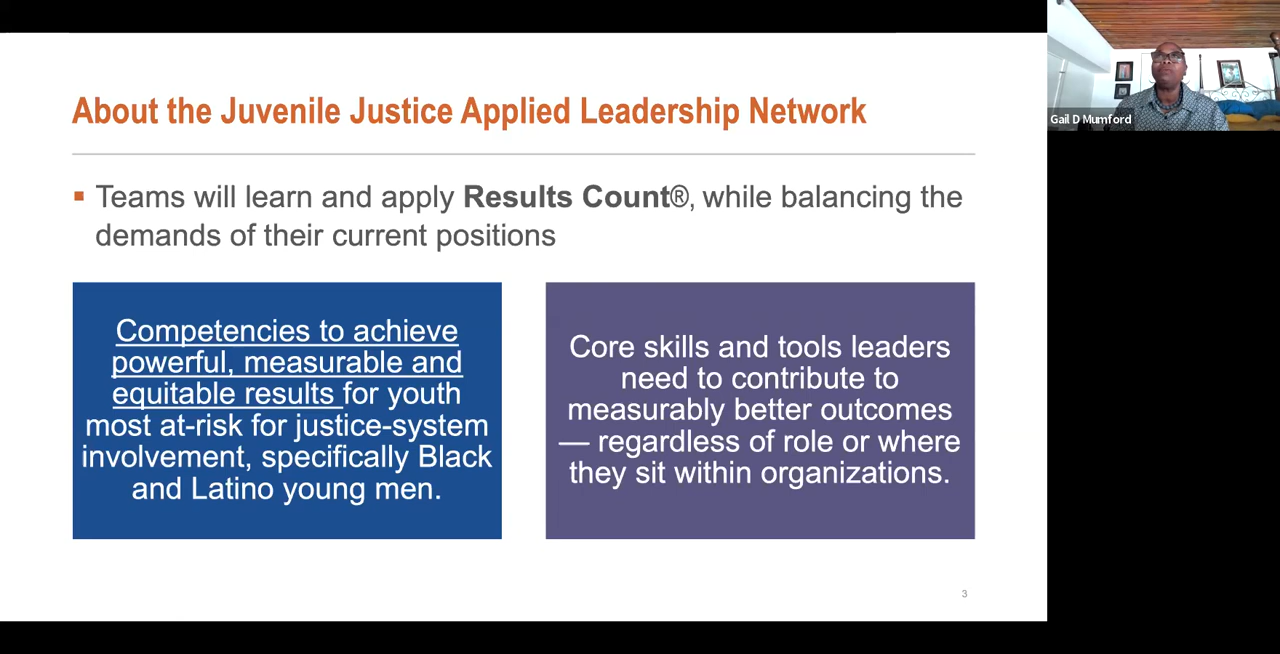 About the Juvenile Justice Applied Leadership Network
Gail D Mumford
▪ Teams will learn and apply Results Count®, while balancing the
demands of their current positions
Competencies to achieve
powerful, measurable and
equitable results for youth
most at-risk for justice-system
involvement, specifically Black
and Latino young men.
Core skills and tools leaders
need to contribute to
measurably better outcomes
— regardless of role or where
they sit within organizations.
3